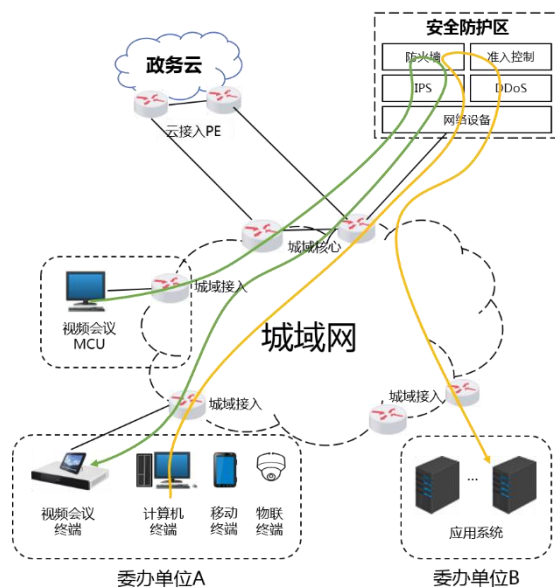 安全防护区
防火墙
准入控制
IPS
DDoS
网络设备
政务云
云接入PE
城域核心
城域接入
视频会议
MCU
城域网
城域接入
城域接入
视频会议
终端
计算机
终端
移动
终端
物联
终端
...
应用系统
委办单位A
委办单位B